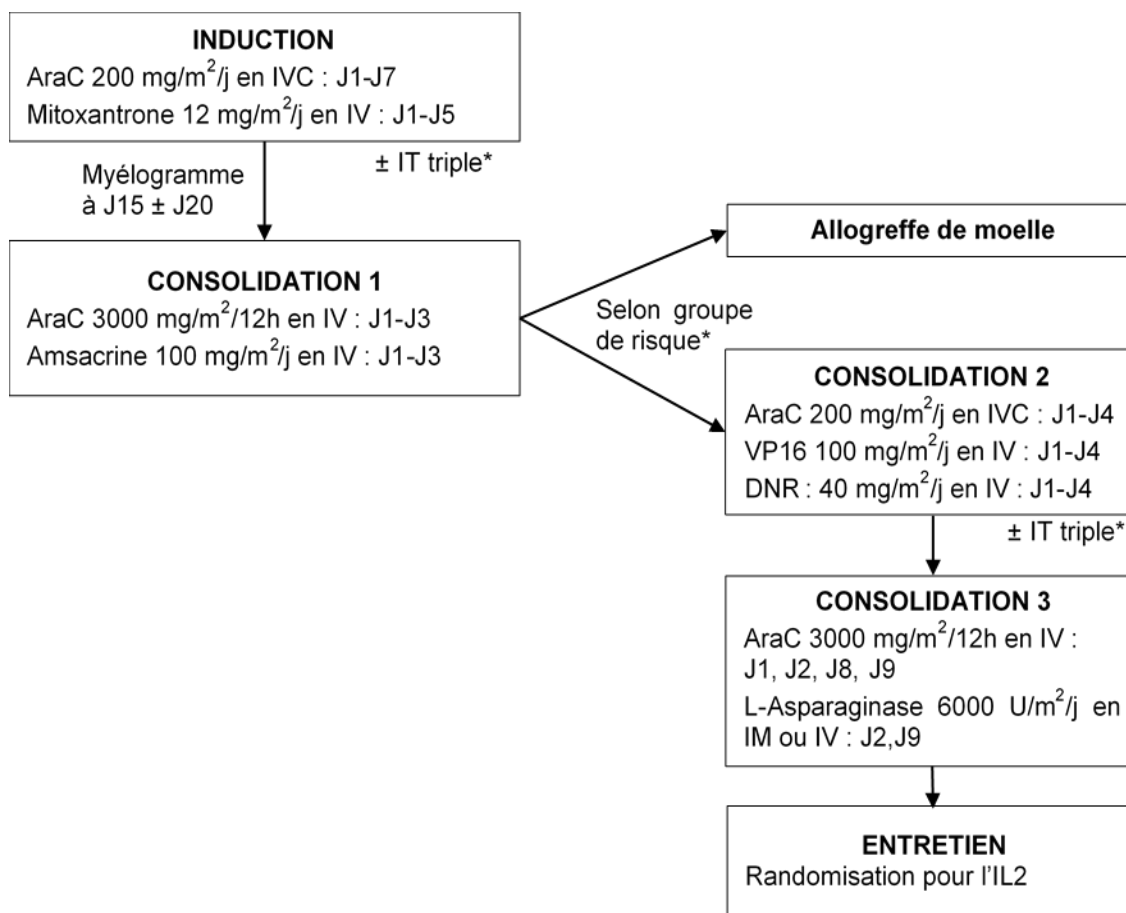 INDUCTION
AraC 200 mg/m²/j en IVC : J1-J7
Mitoxantrone 12 mg/m²/j en IV : J1-J5
± IT triple*
Myélogramme
à J15 ± J20
CONSOLIDATION 1
AraC 3000 mg/m²/12h en IV : J1-J3
Amsacrine 100 mg/m²/j en IV : J1-J3
Selon groupe
de risque*
Allogreffe de moelle
CONSOLIDATION 2
AraC 200 mg/m²/j en IVC : J1-J4
VP16 100 mg/m²/j en IV : J1-J4
DNR : 40 mg/m²/j en IV : J1-J4
± IT triple*
CONSOLIDATION 3
AraC 3000 mg/m²/12h en IV :
J1, J2, J8, J9
L-Asparaginase 6000 U/m²/j en
IM ou IV : J2,J9
ENTRETIEN
Randomisation pour l'IL2